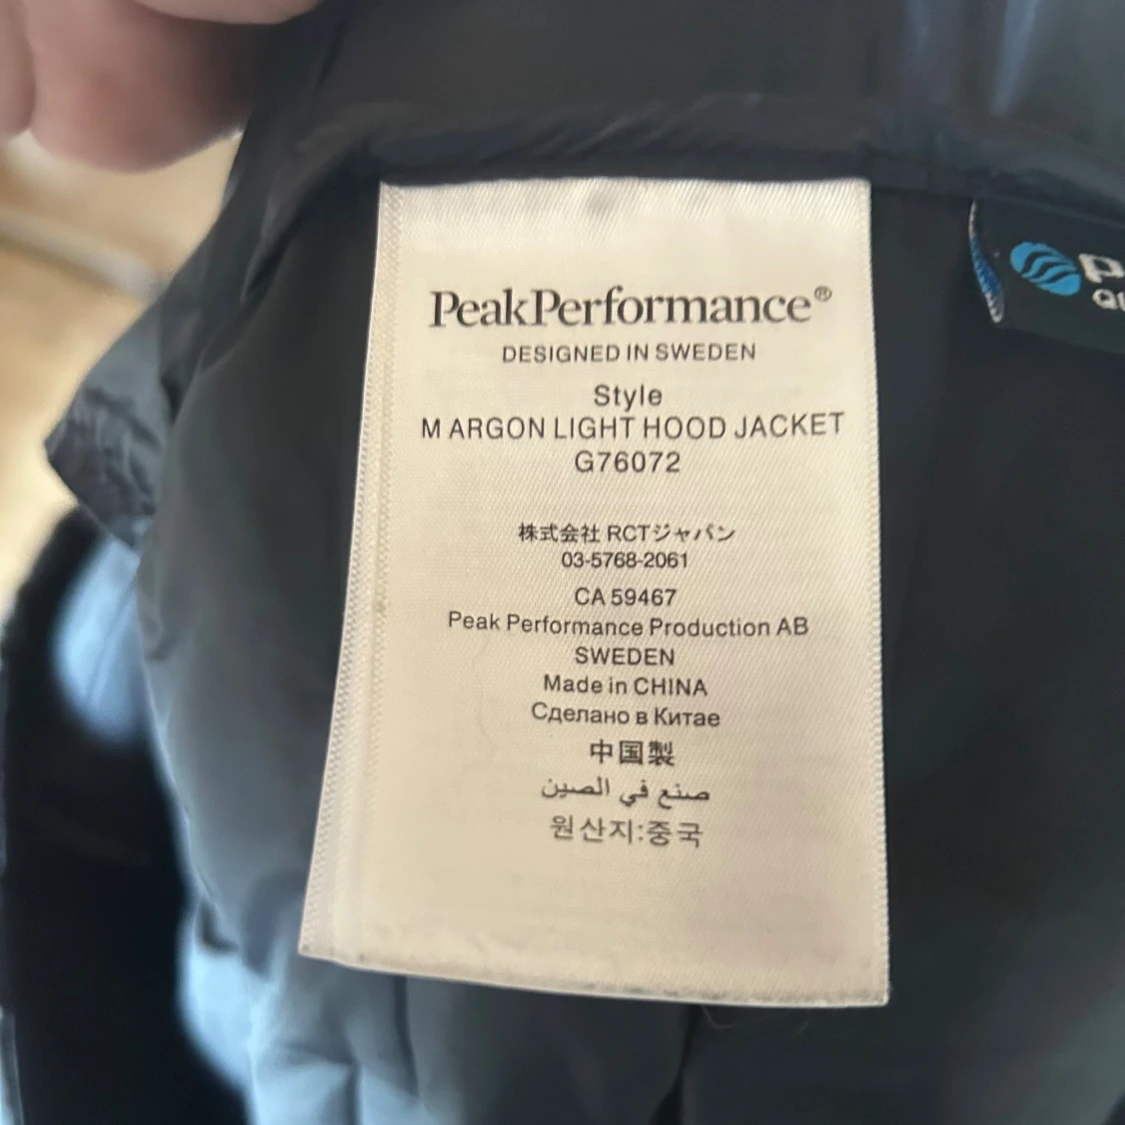 PeakPerformance®
DESIGNED IN SWEDEN
Style
M ARGON LIGHT HOOD JACKET
G76072
株式会社 RCTジャパン
03-5768-2061
CA 59467
Peak Performance Production AB
SWEDEN
Made in CHINA
Сделано в Китае
中国製
صنع في الصين
원산지:중국